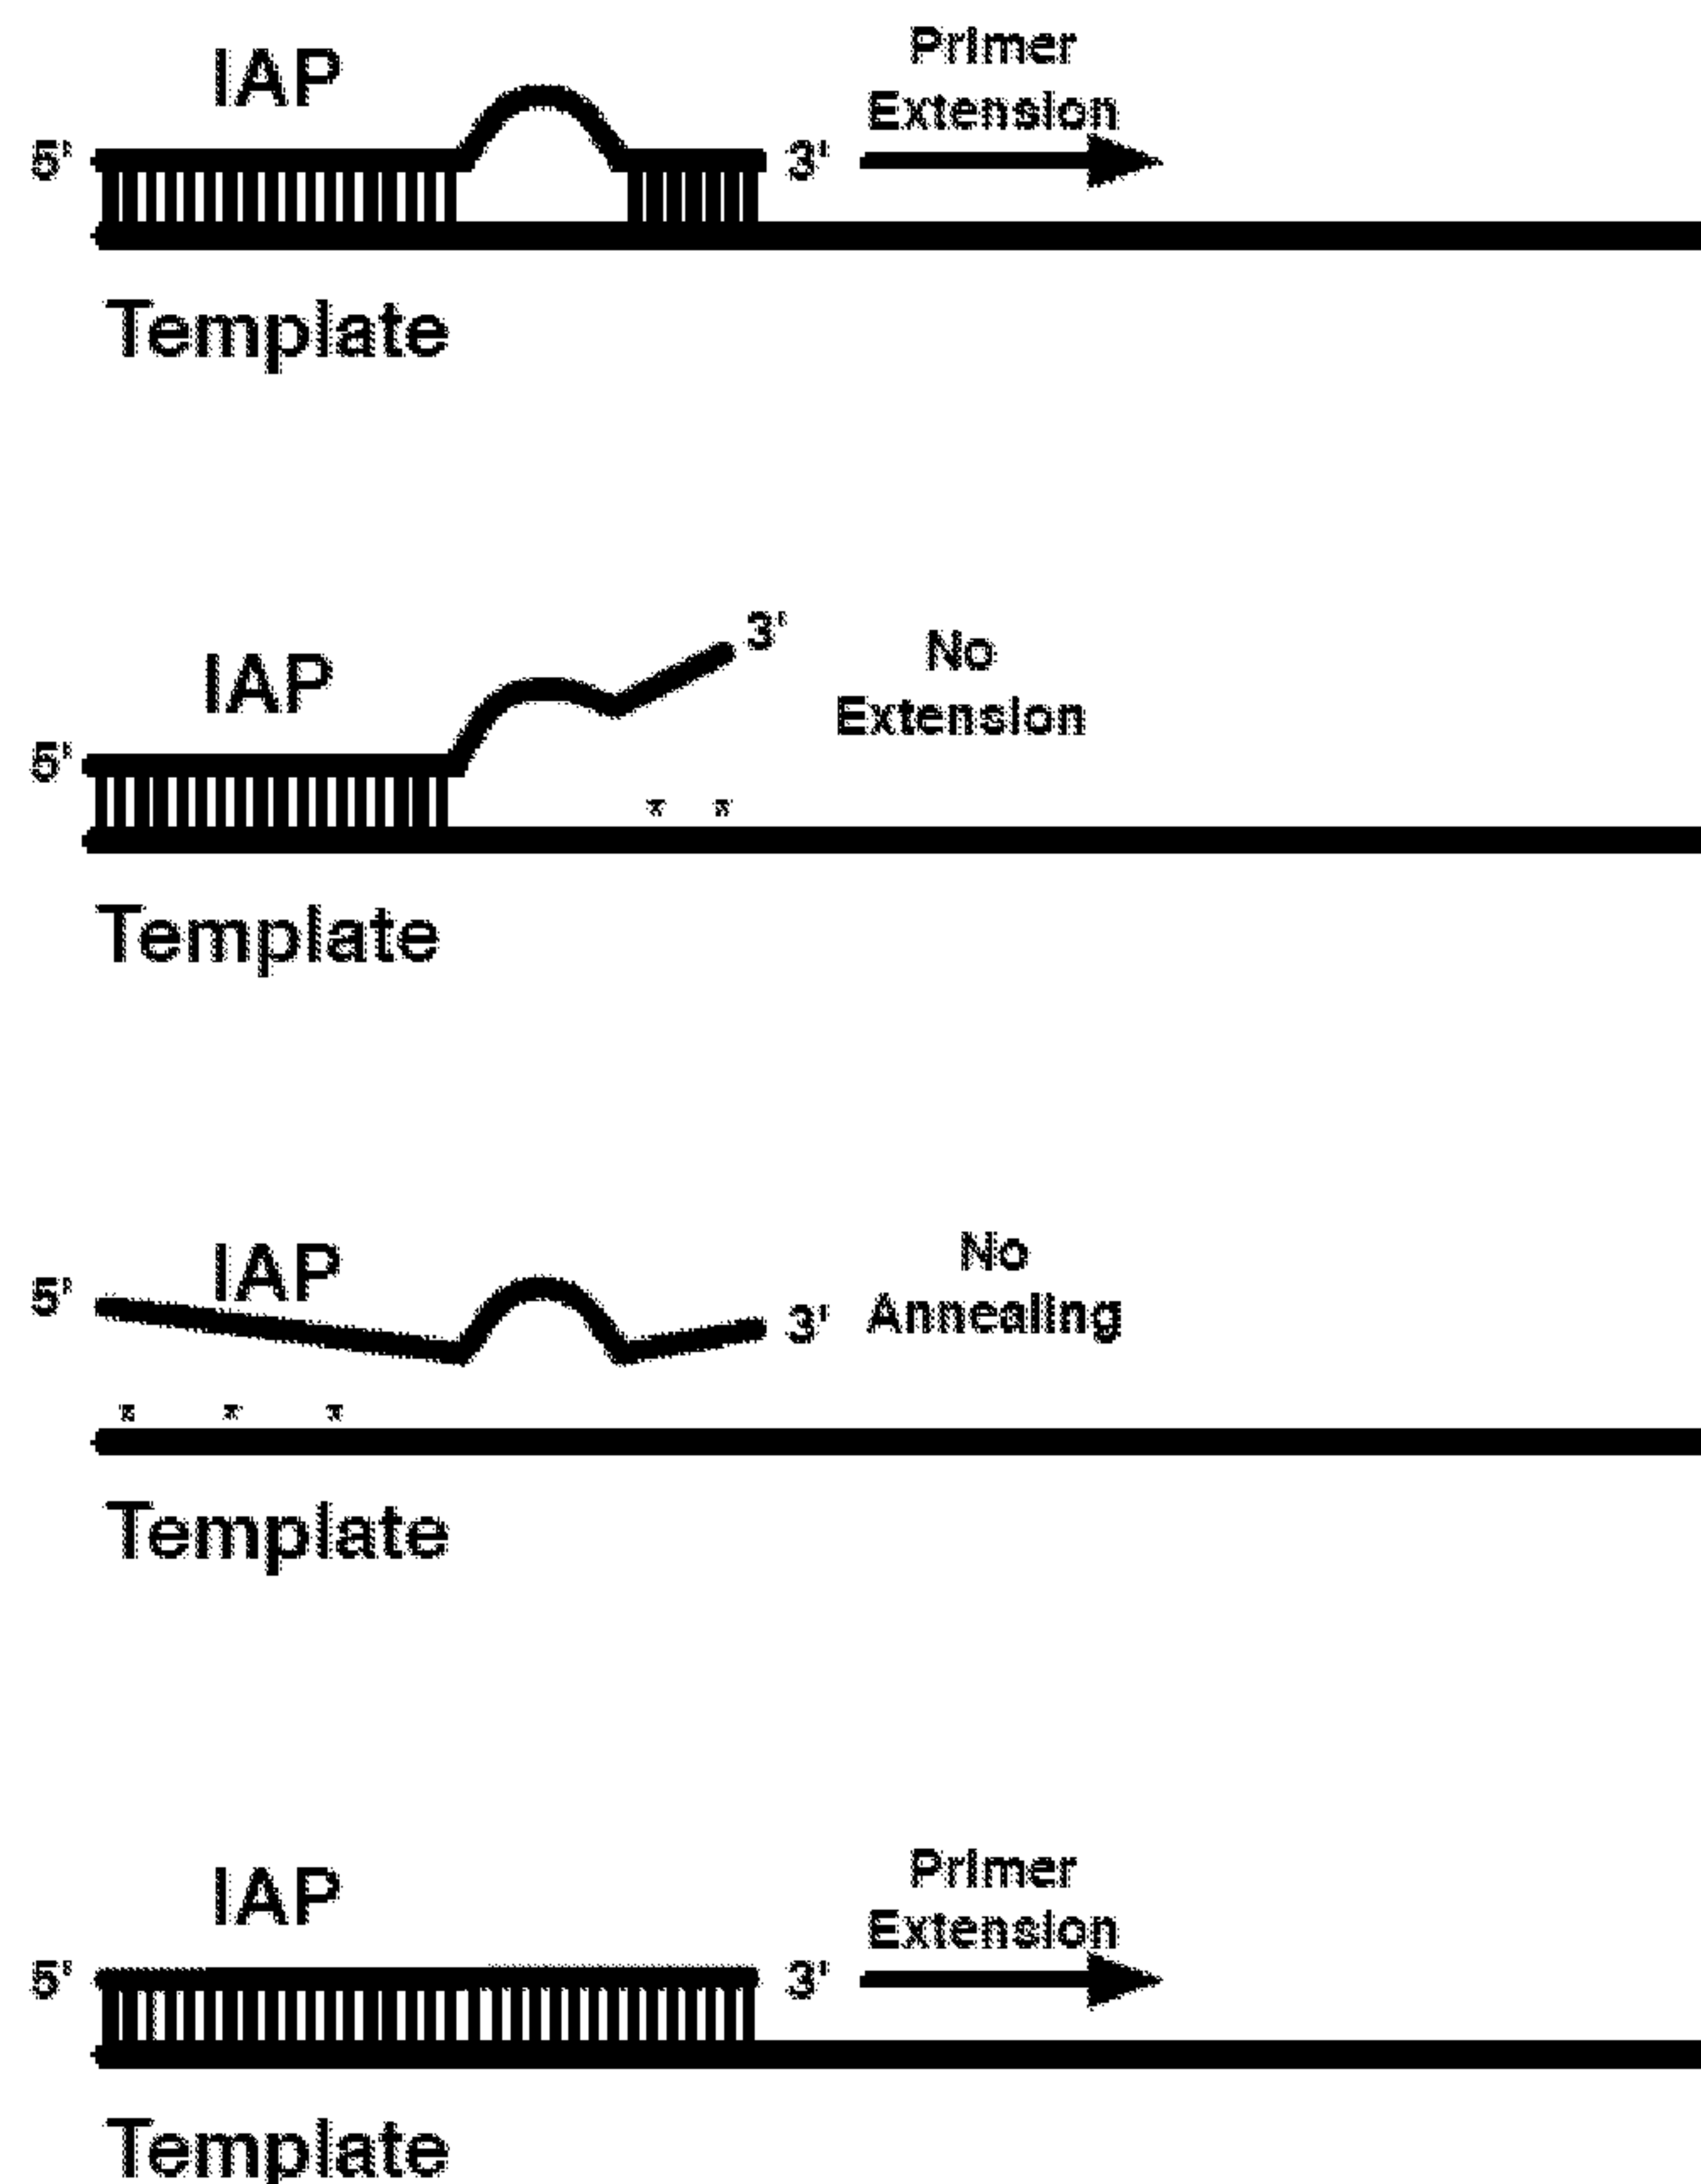 IAP
Primer
Extension
5' 3'
Template
IAP
3'
No
Extension
5'
* *
Template
IAP
No
Annealing
5' 3'
* * *
Template
IAP
Primer
Extension
5' 3'
Template